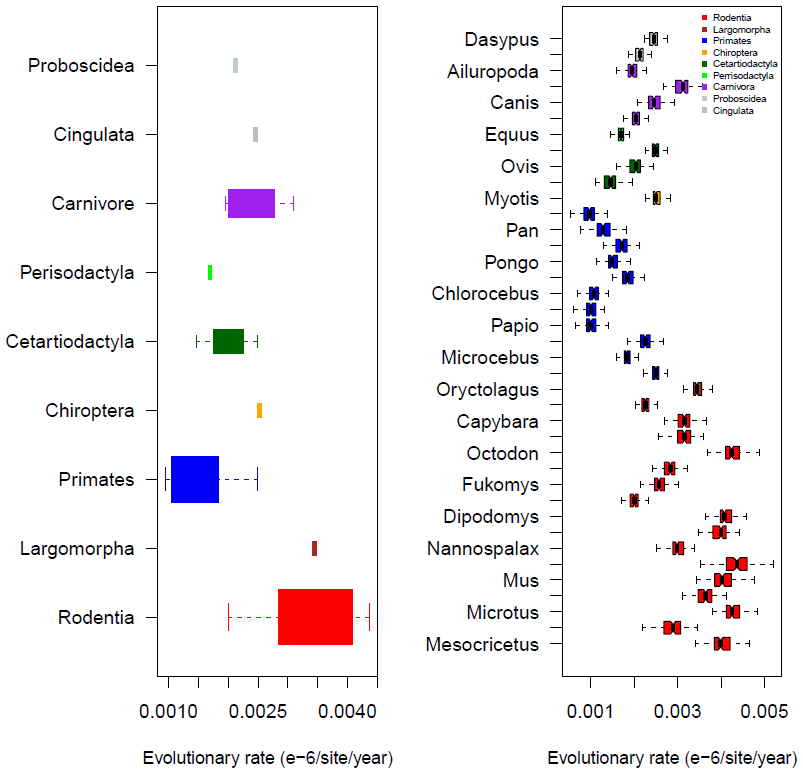 Proboscidea
Cingulata
Carnivore
Perisodactyla
Cetartiodactyla
Chiroptera
Primates
Largomorpha
Rodentia
0.0010
0.0025
0.0040
Evolutionary rate (e−6/site/year)
Dasypus
Ailuropoda
Canis
Equus
Ovis
Myotis
Pan
Pongo
Chlorocebus
Papio
Microcebus
Oryctolagus
Capybara
Octodon
Fukomys
Dipodomys
Nannospalax
Mus
Microtus
Mesocricetus
Rodentia
Largomorpha
Primates
Chiroptera
Cetartiodactyla
Perrisodactyla
Carnivora
Proboscidea
Cingulata
0.001
0.003
0.005
Evolutionary rate (e−6/site/year)